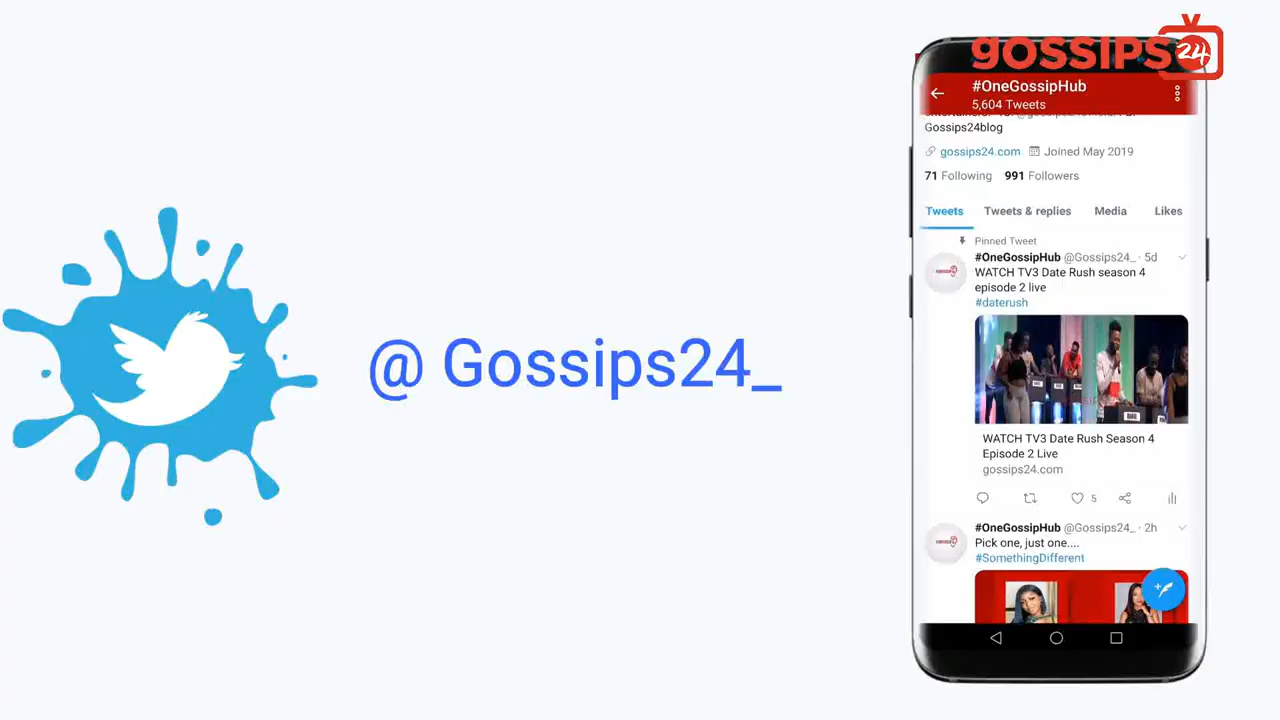 gossips 24
#OneGossipHub
5,604 Tweets
Gossips24blog
gossips24.com Joined May 2019
71 Following 991 Followers
Tweets Tweets & replies Media Likes
Pinned Tweet
#OneGossipHub @Gossips24_ · 5d
WATCH TV3 Date Rush season 4
episode 2 live
#daterush
@ Gossips24_
WATCH TV3 Date Rush Season 4
Episode 2 Live
gossips24.com
5
#OneGossipHub @Gossips24_ · 2h
Pick one, just one....
#SomethingDifferent